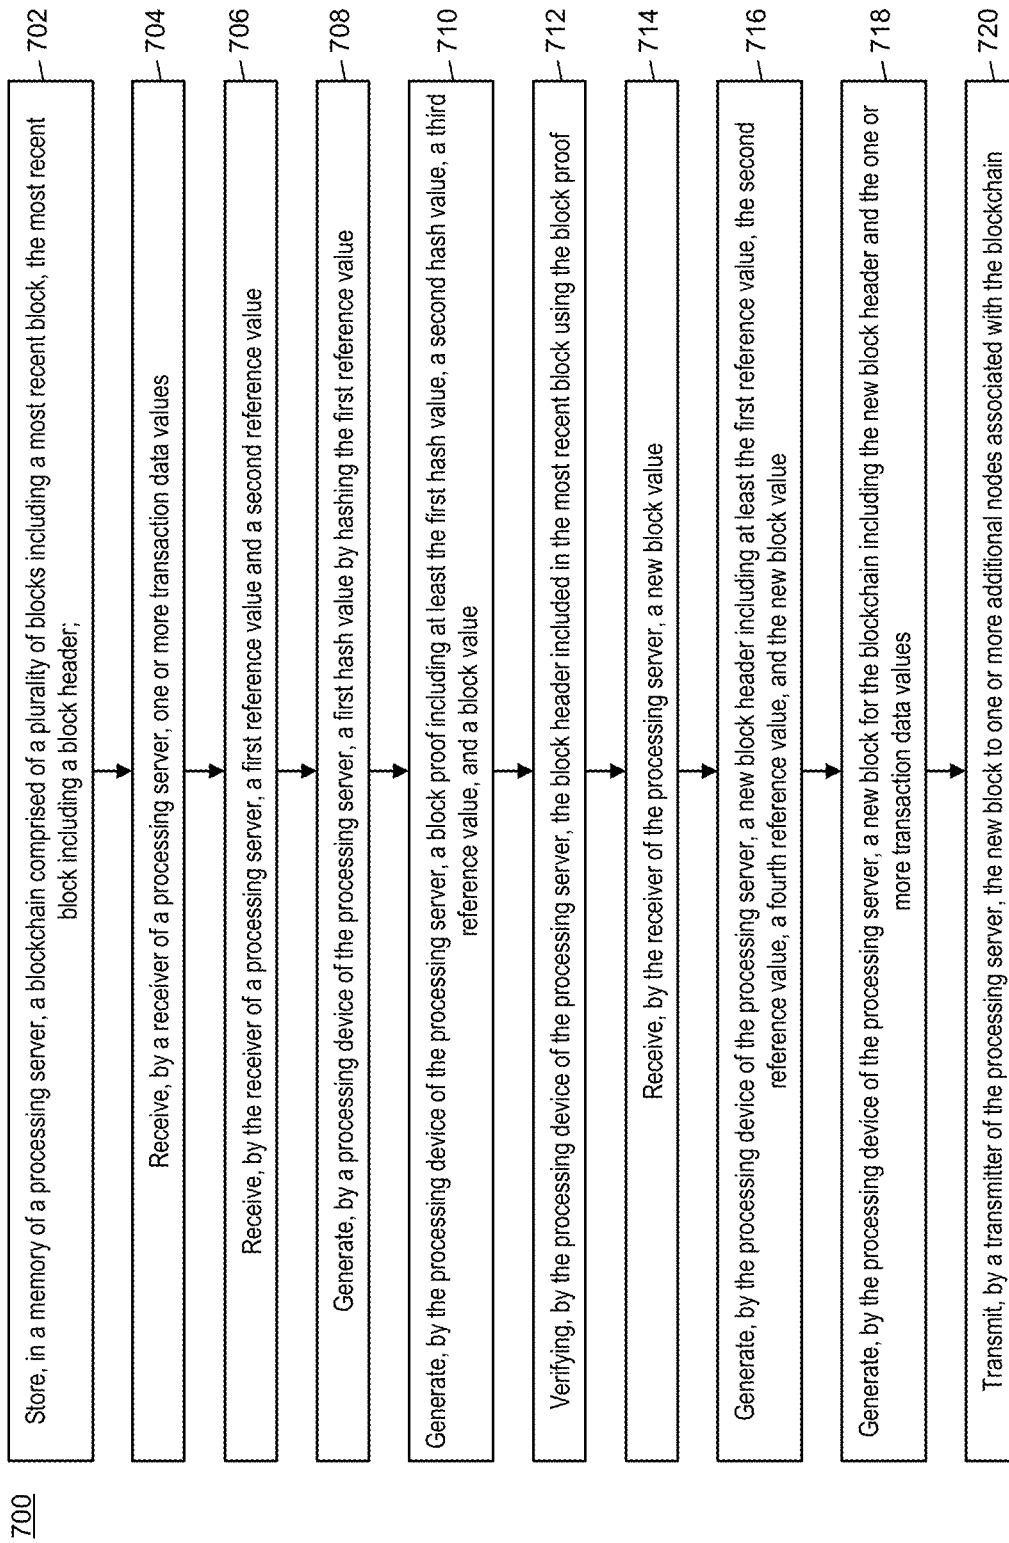 700
Store, in a memory of a processing server, a blockchain comprised of a plurality of blocks including a most recent block, the most recent
block including a block header;
702
Receive, by a receiver of a processing server, one or more transaction data values
704
Receive, by the receiver of a processing server, a first reference value and a second reference value
706
Generate, by a processing device of the processing server, a first hash value by hashing the first reference value
708
Generate, by the processing device of the processing server, a block proof including at least the first hash value, a second hash value, a third
reference value, and a block value
710
Verifying, by the processing device of the processing server, the block header included in the most recent block using the block proof
712
Receive, by the receiver of the processing server, a new block value
714
Generate, by the processing device of the processing server, a new block header including at least the first reference value, the second
reference value, a fourth reference value, and the new block value
716
Generate, by the processing device of the processing server, a new block for the blockchain including the new block header and the one or
more transaction data values
718
Transmit, by a transmitter of the processing server, the new block to one or more additional nodes associated with the blockchain
720